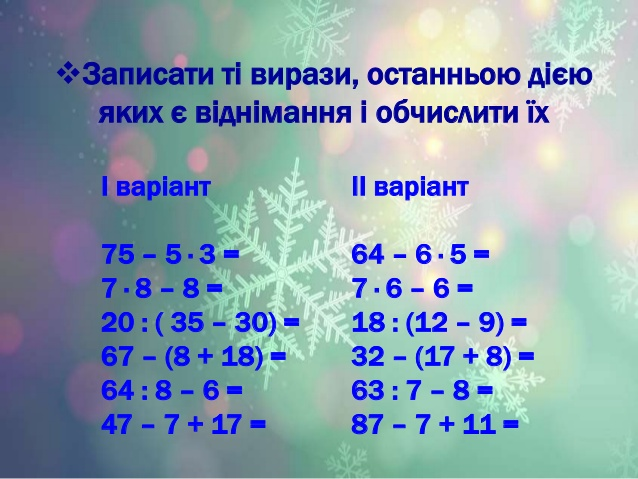 ❖Записати ті вирази, останньою дією
яких є віднімання і обчислити їх
І варіант
75 – 5 · 3 =
7 · 8 – 8 =
20 : ( 35 – 30) =
67 – (8 + 18) =
64 : 8 – 6 =
47 – 7 + 17 =
ІІ варіант
64 – 6 · 5 =
7 · 6 – 6 =
18 : (12 – 9) =
32 – (17 + 8) =
63 : 7 – 8 =
87 – 7 + 11 =